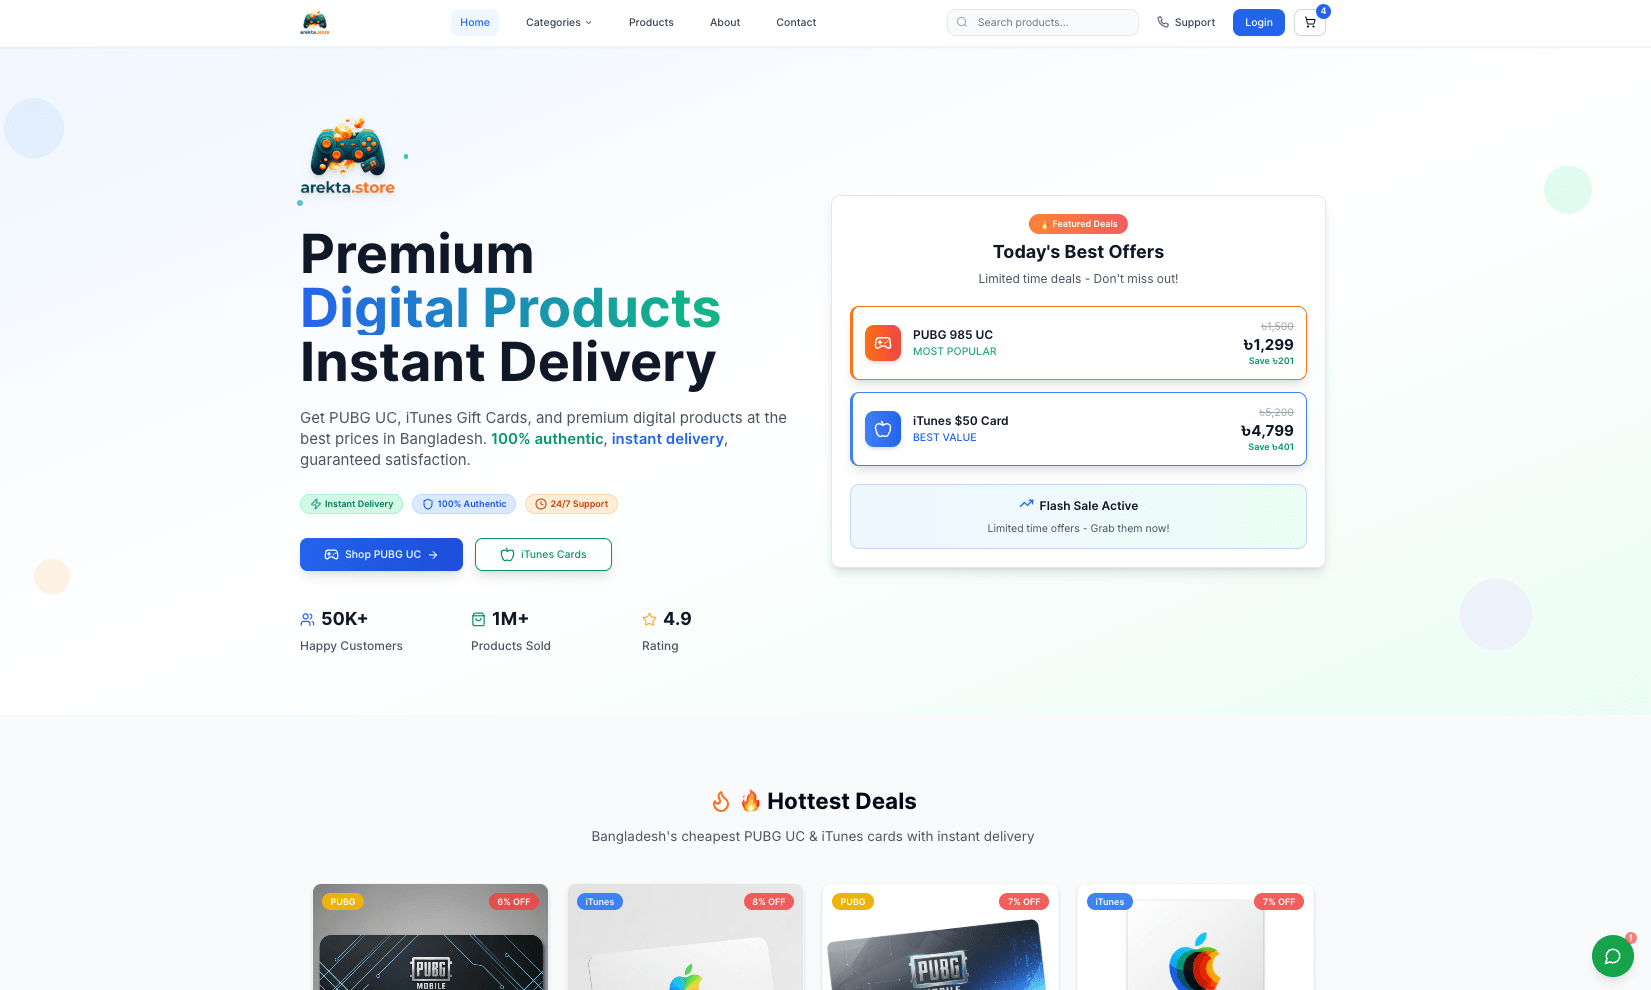 arekta.store
Home
Categories
Products
About
Contact
Search products...
Support
Login
4
arekta.store
Premium
Digital Products
Instant Delivery
Get PUBG UC, iTunes Gift Cards, and premium digital products at the
best prices in Bangladesh. 100% authentic, instant delivery,
guaranteed satisfaction.
Instant Delivery
100% Authentic
24/7 Support
Shop PUBG UC →
iTunes Cards
50K+
Happy Customers
1M+
Products Sold
4.9
Rating
🔥 Featured Deals
Today's Best Offers
Limited time deals - Don't miss out!
PUBG 985 UC
MOST POPULAR
৳1,500
৳1,299
Save ৳201
iTunes $50 Card
BEST VALUE
৳5,200
৳4,799
Save ৳401
Flash Sale Active
Limited time offers - Grab them now!
🔥 Hottest Deals
Bangladesh's cheapest PUBG UC & iTunes cards with instant delivery
PUBG
6% OFF
PUBG
MOBILE
iTunes
8% OFF
PUBG
7% OFF
PUBG
MOBILE
iTunes
7% OFF
!